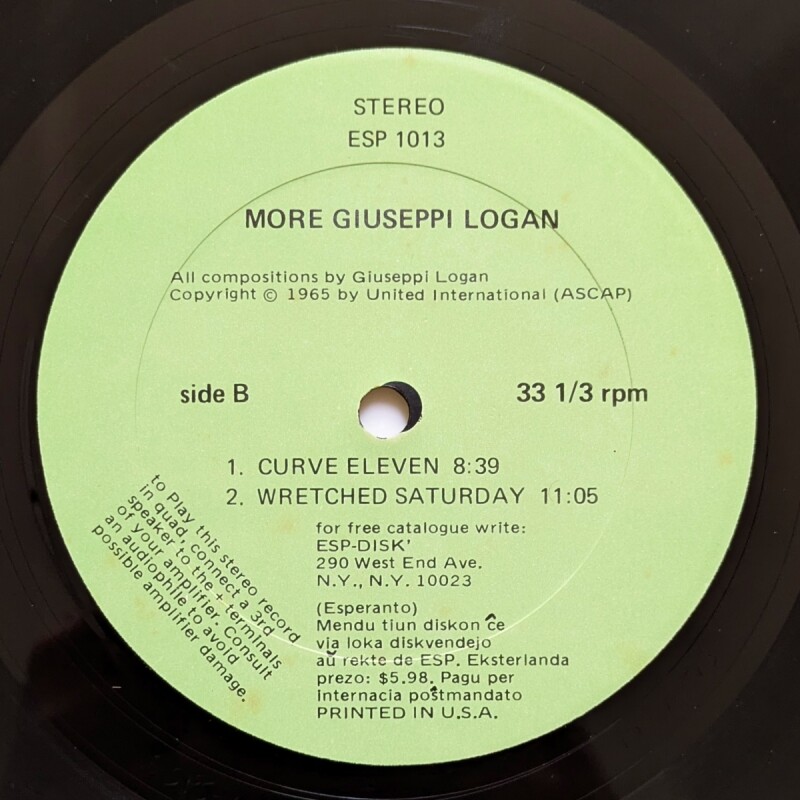 STEREO
ESP 1013
MORE GIUSEPPI LOGAN
All compositions by Giuseppi Logan
Copyright © 1965 by United International (ASCAP)
side B
33 1/3 rpm
1. CURVE ELEVEN 8:39
2. WRETCHED SATURDAY 11:05
to Play this stereo record
in quad, connect a 3rd
speaker to the + terminals
of your amplifier. Consult
an audiophile to avoid
possible amplifier damage.
for free catalogue write:
ESP-DISK'
290 West End Ave.
N.Y., N.Y. 10023
(Esperanto)
Mendu tiun diskon ĉe
via loka diskvendejo
aŭ rekte de ESP. Eksterlanda
prezo: $5.98. Pagu per
internacia poŝtmandato
PRINTED IN U.S.A.